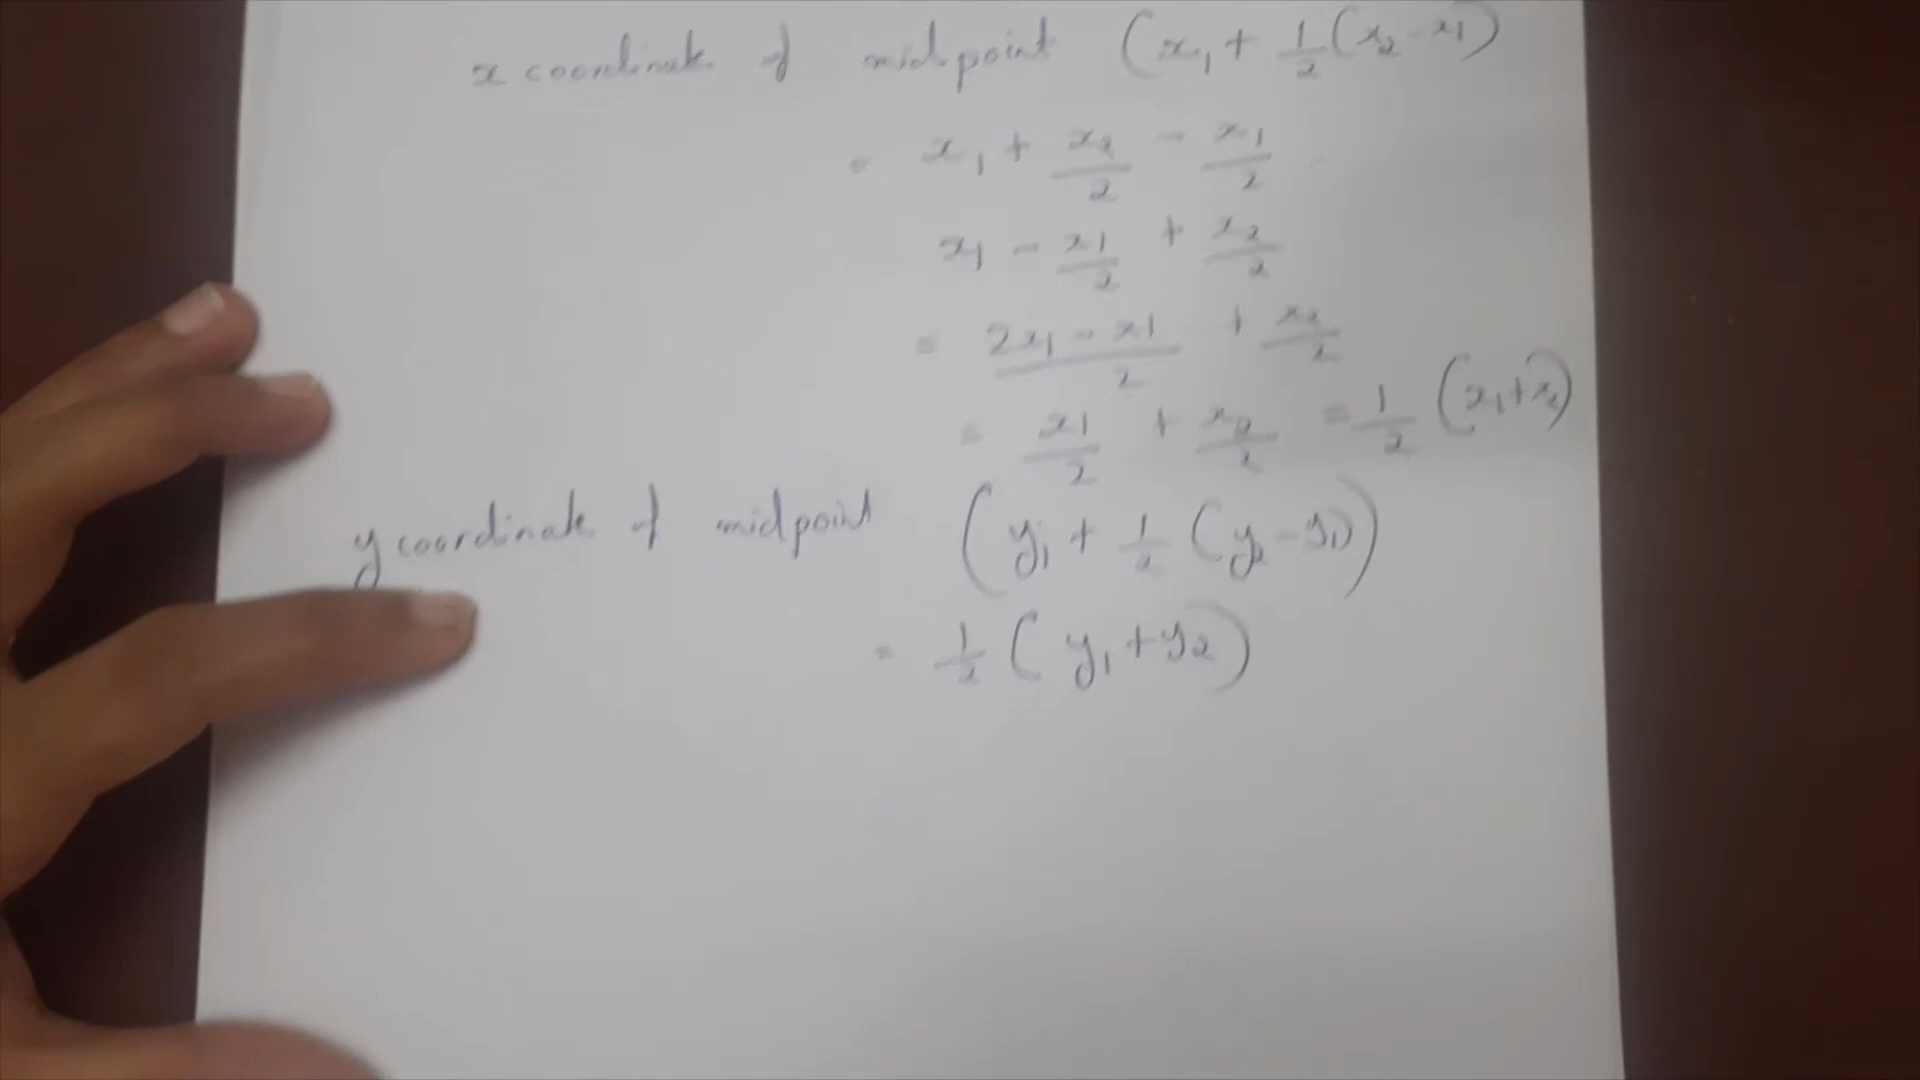 x coordinate of midpoint (x₁ + 1/2 (x₂ - x1)
= x₁ + x₂/2 - x1/2
x1 - x1/2 + x₂/2
= 2x₁ - x1/2 + x₂/2
= x1/2 + x₂/2 = 1/2 (x₁ + x₂)
y coordinate of midpoint (y₁ + 1/2 (y₂ - y₁))
= 1/2 (y₁ + y2)